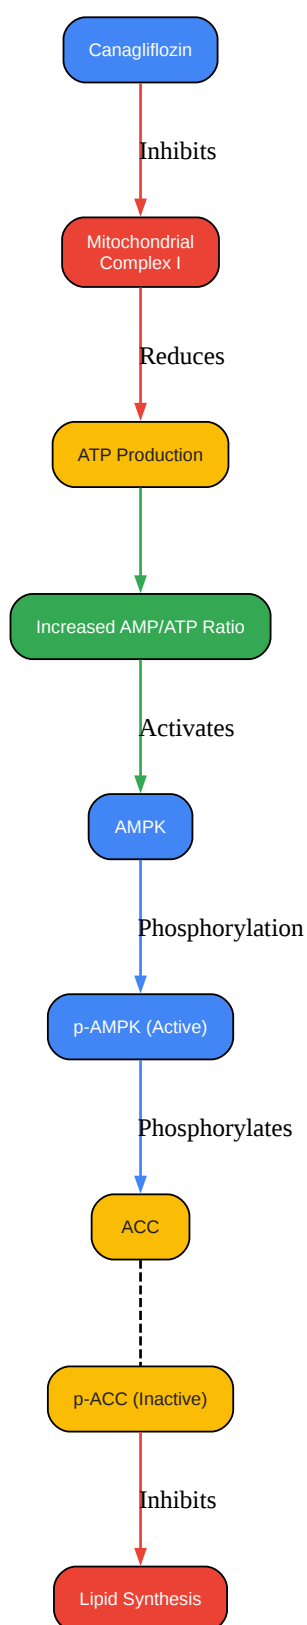 Canagliflozin
Inhibits
Mitochondrial
Complex I
Reduces
ATP Production
Increased AMP/ATP Ratio
Activates
AMPK
Phosphorylation
p-AMPK (Active)
Phosphorylates
ACC
p-ACC (Inactive)
Inhibits
Lipid Synthesis